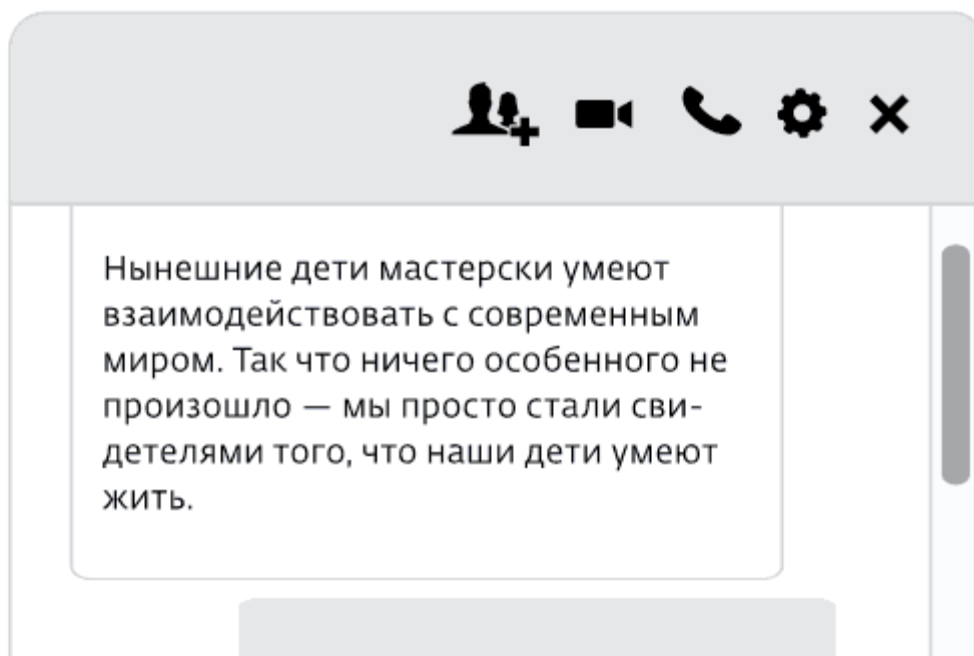 Нынешние дети мастерски умеют
взаимодействовать с современным
миром. Так что ничего особенного не
произошло — мы просто стали сви-
детелями того, что наши дети умеют
жить.